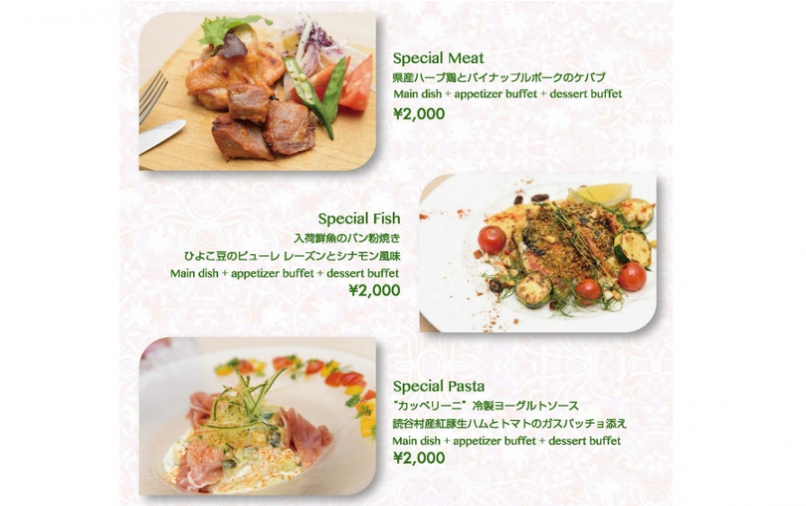 Special Meat
県産ハーブ鶏とパイナップルポークのケバブ
Main dish + appetizer buffet + dessert buffet
¥2,000
Special Fish
入荷鮮魚のパン粉焼き
ひよこ豆のピューレ レーズンとシナモン風味
Main dish + appetizer buffet + dessert buffet
¥2,000
Special Pasta
"カッペリーニ" 冷製ヨーグルトソース
読谷村産紅豚生ハムとトマトのガスパッチョ添え
Main dish + appetizer buffet + dessert buffet
¥2,000